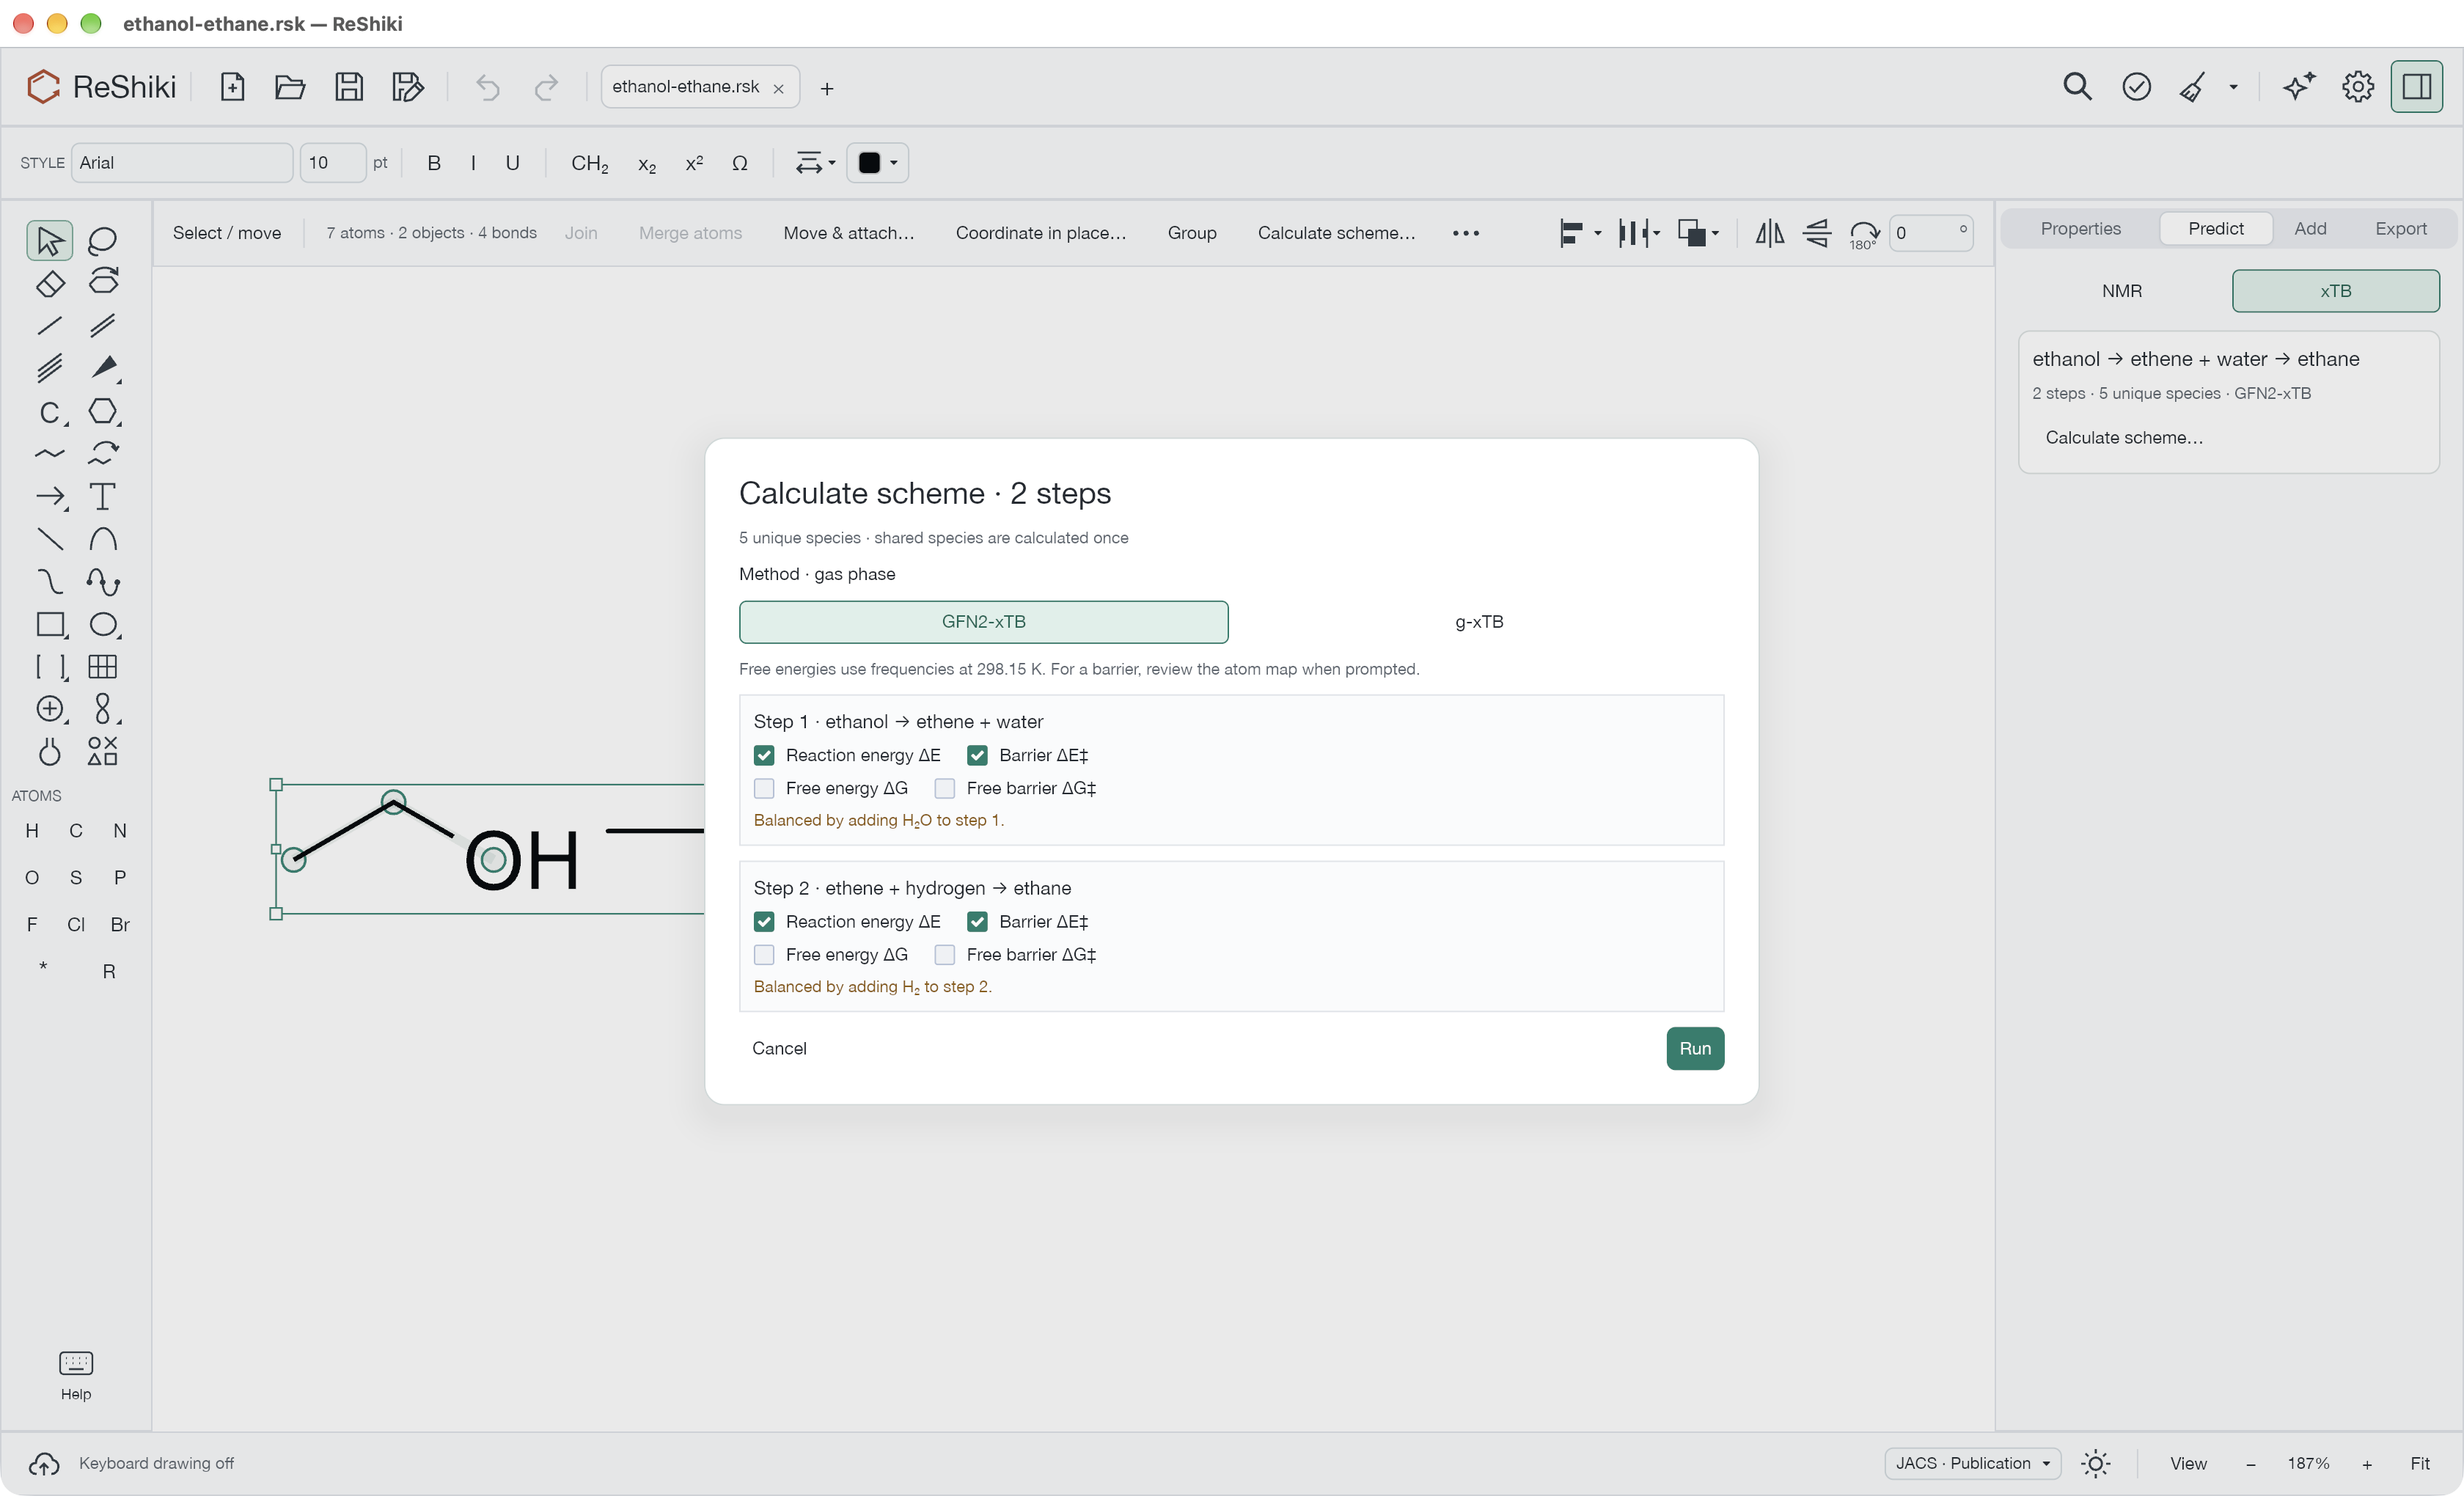 ethanol-ethane.rsk — ReShiki
ReShiki
ethanol-ethane.rsk × +
STYLE Arial 10 pt B I U CH₂ x₂ x² Ω
Select / move 7 atoms · 2 objects · 4 bonds Join Merge atoms Move & attach... Coordinate in place... Group Calculate scheme... ••• 180° 0 °
Properties Predict Add Export
NMR xTB
ethanol → ethene + water → ethane
2 steps · 5 unique species · GFN2-xTB
Calculate scheme...
C
T
ATOMS
H C N
O S P
F Cl Br
* R
Help
OH
Calculate scheme · 2 steps
5 unique species · shared species are calculated once
Method · gas phase
GFN2-xTB g-xTB
Free energies use frequencies at 298.15 K. For a barrier, review the atom map when prompted.
Step 1 · ethanol → ethene + water
Reaction energy ΔE Barrier ΔE‡
Free energy ΔG Free barrier ΔG‡
Balanced by adding H₂O to step 1.
Step 2 · ethene + hydrogen → ethane
Reaction energy ΔE Barrier ΔE‡
Free energy ΔG Free barrier ΔG‡
Balanced by adding H₂ to step 2.
Cancel Run
Keyboard drawing off
JACS · Publication View − 187% + Fit